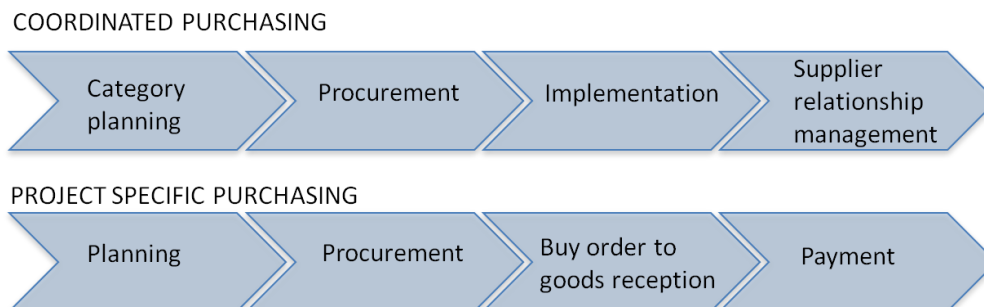 COORDINATED PURCHASING
Category
planning
Procurement
Implementation
Supplier
relationship
management
PROJECT SPECIFIC PURCHASING
Planning
Procurement
Buy order to
goods reception
Payment